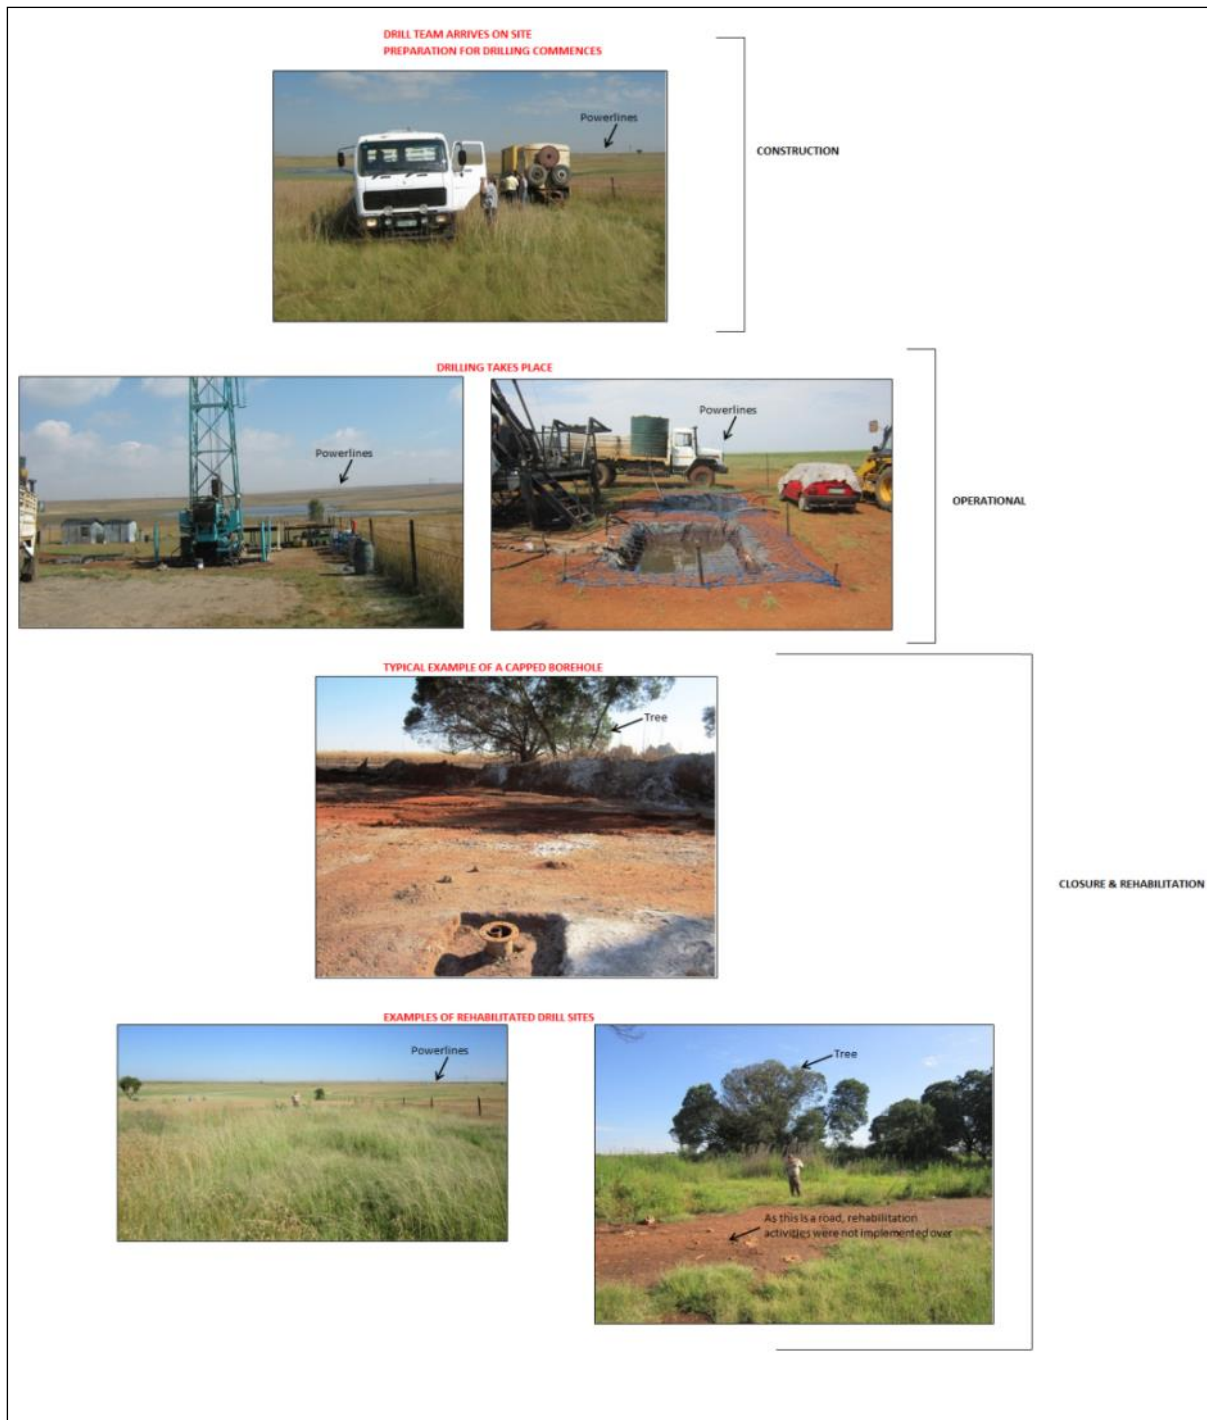 DRILL TEAM ARRIVES ON SITE
PREPARATION FOR DRILLING COMMENCES
Powerlines
CONSTRUCTION
DRILLING TAKES PLACE
Powerlines
Powerlines
OPERATIONAL
TYPICAL EXAMPLE OF A CAPPED BOREHOLE
Tree
CLOSURE & REHABILITATION
EXAMPLES OF REHABILITATED DRILL SITES
Powerlines
Tree
As this is a road, rehabilitation
activities were not implemented over